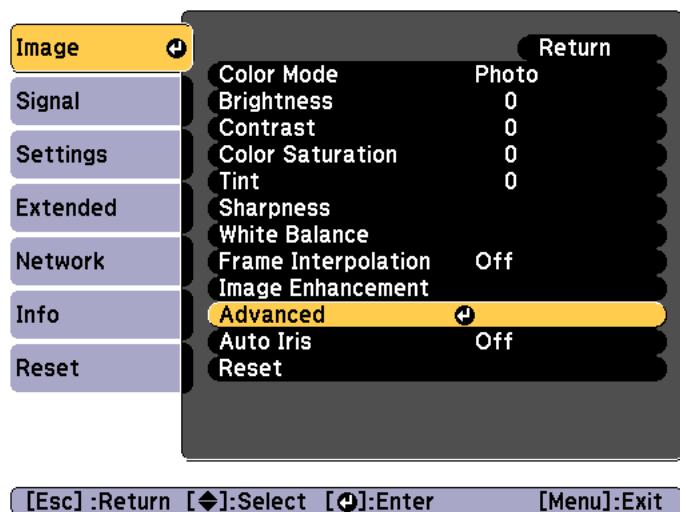 Image
Signal
Settings
Extended
Network
Info
Reset
Return
Color Mode Photo
Brightness 0
Contrast 0
Color Saturation 0
Tint 0
Sharpness
White Balance
Frame Interpolation Off
Image Enhancement
Advanced
Auto Iris Off
Reset
[Esc] :Return [◆]:Select [⏎]:Enter [Menu]:Exit